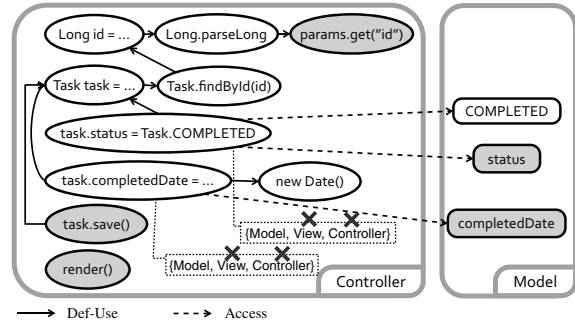 Long id = ... Long.parseLong params.get("id")
Task task = ... Task.findById(id)
task.status = Task.COMPLETED COMPLETED
status
task.completedDate = ... new Date()
task.save() completedDate
{Model, View, Controller}
{Model, View, Controller}
render()
Controller Model
Def-Use Access